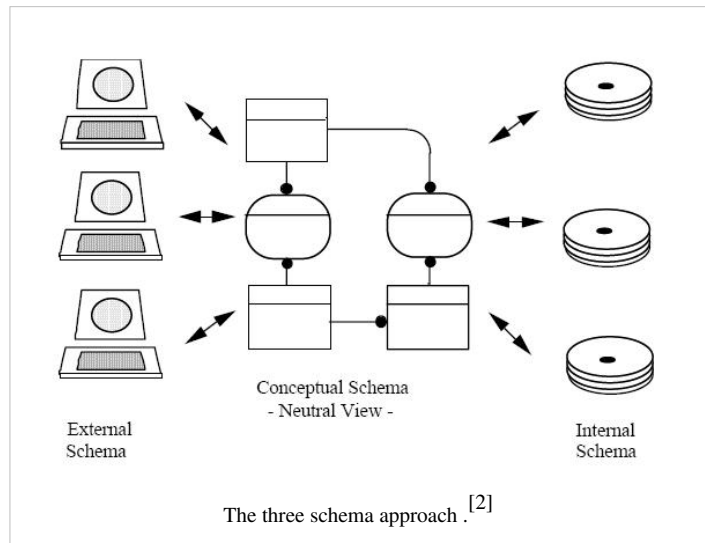 Conceptual Schema
- Neutral View -
External
Schema
Internal
Schema
The three schema approach .[2]